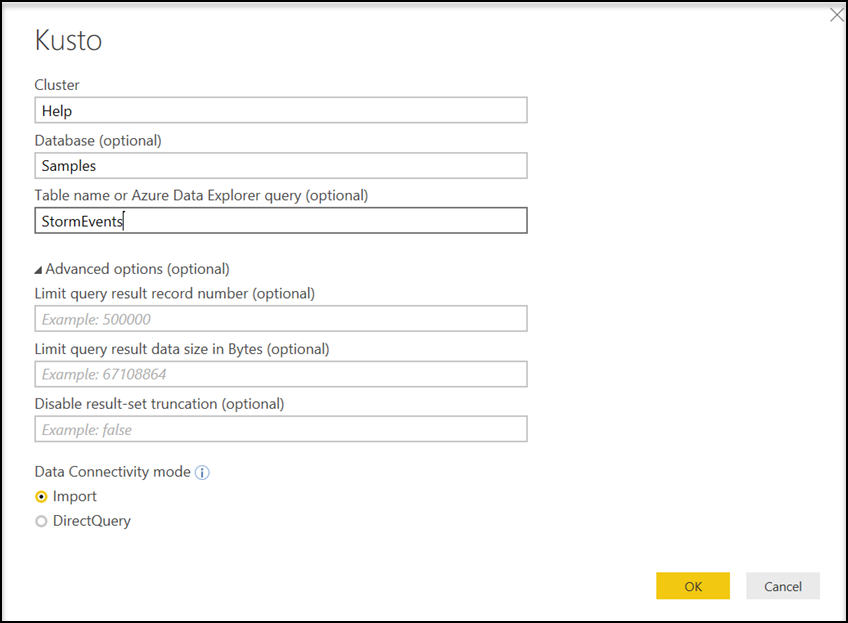 Kusto
Cluster
Help
Database (optional)
Samples
Table name or Azure Data Explorer query (optional)
StormEvents
Advanced options (optional)
Limit query result record number (optional)
Example: 500000
Limit query result data size in Bytes (optional)
Example: 67108864
Disable result-set truncation (optional)
Example: false
Data Connectivity mode
Import
DirectQuery
OK Cancel